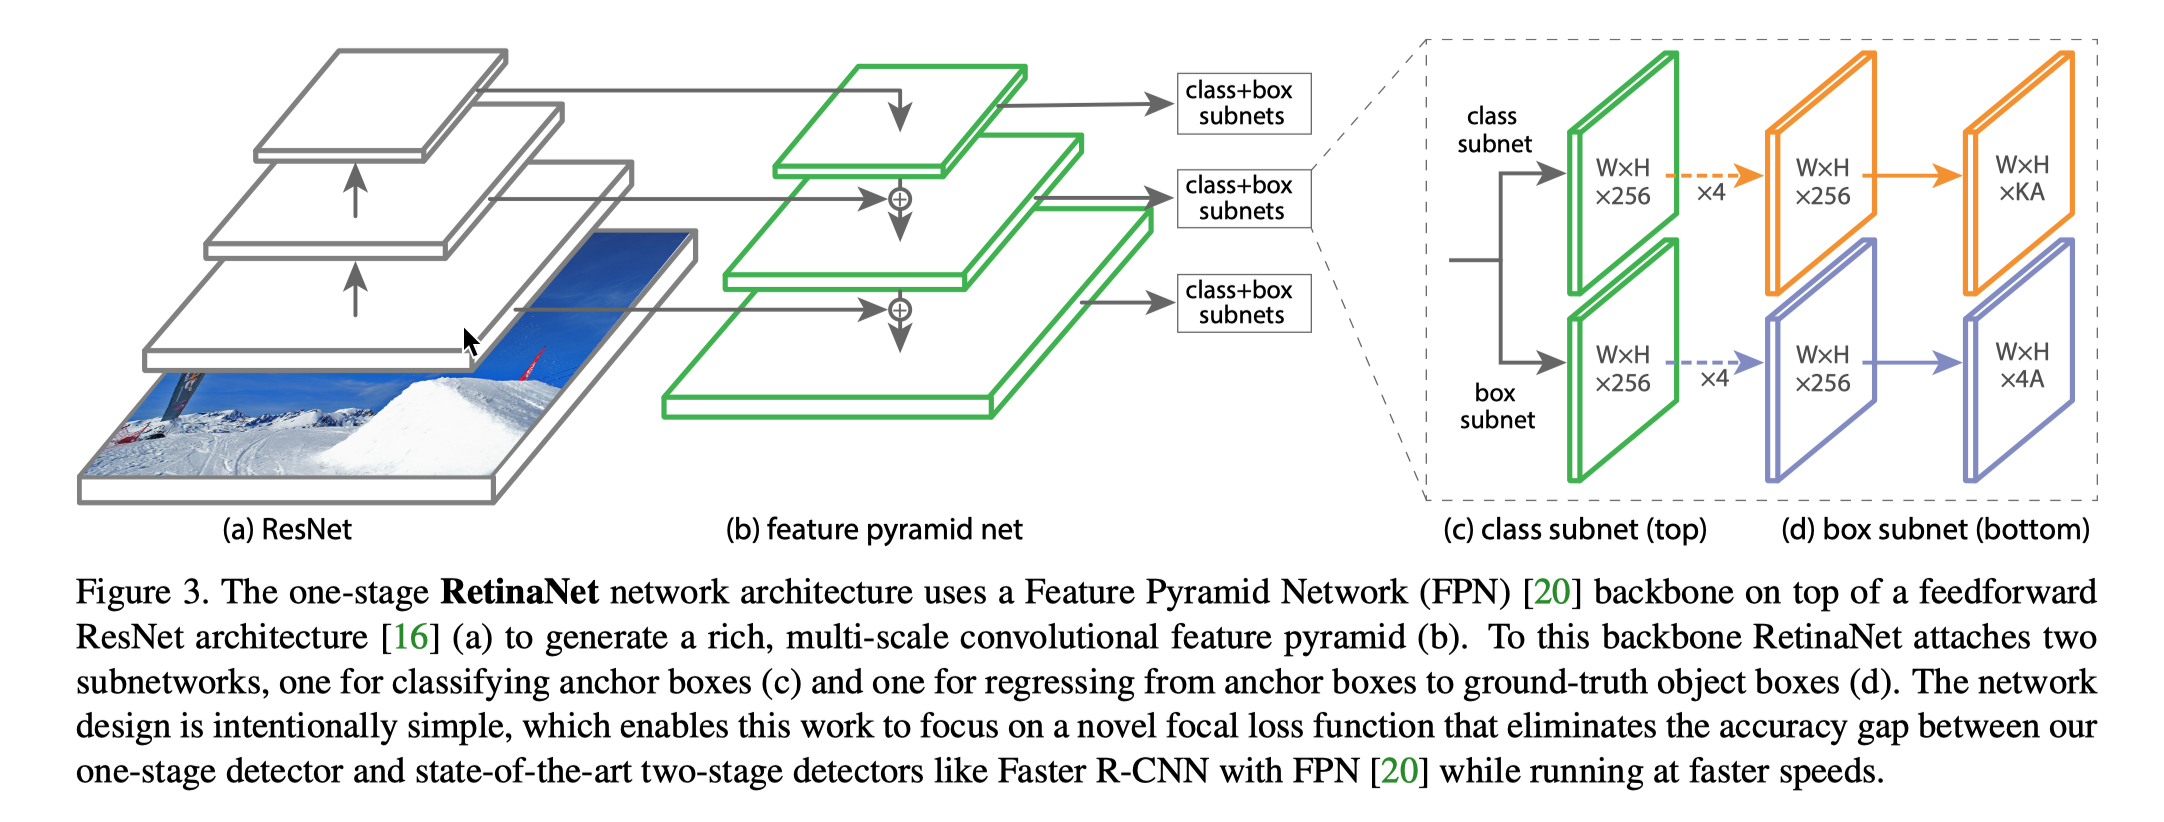 class+box
subnets
class+box
subnets
class+box
subnets
class
subnet
W×H
×256
×4
W×H
×256
W×H
×KA
box
subnet
W×H
×256
×4
W×H
×256
W×H
×4A
(a) ResNet
(b) feature pyramid net
(c) class subnet (top)
(d) box subnet (bottom)
Figure 3. The one-stage RetinaNet network architecture uses a Feature Pyramid Network (FPN) [20] backbone on top of a feedforward
ResNet architecture [16] (a) to generate a rich, multi-scale convolutional feature pyramid (b). To this backbone RetinaNet attaches two
subnetworks, one for classifying anchor boxes (c) and one for regressing from anchor boxes to ground-truth object boxes (d). The network
design is intentionally simple, which enables this work to focus on a novel focal loss function that eliminates the accuracy gap between our
one-stage detector and state-of-the-art two-stage detectors like Faster R-CNN with FPN [20] while running at faster speeds.